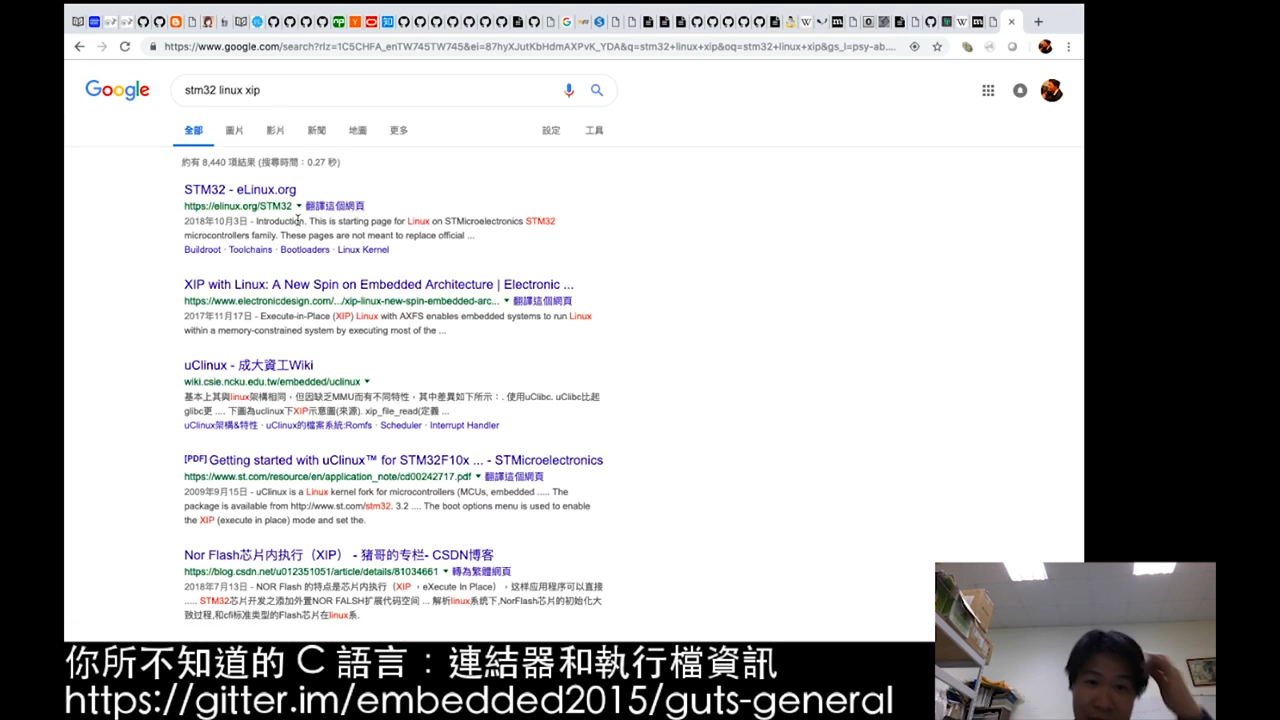 https://www.google.com/search?rlz=1C5CHFA_enTW745TW745&ei=87hyXJUtKbHdmAXPvK_YDA&q=stm32+linux+xip&oq=stm32+linux+xip&gs_l=psy-ab....
Google
stm32 linux xip
全部 圖片 影片 新聞 地圖 更多 設定 工具
約有 8,440 項結果 (搜尋時間：0.27 秒)
STM32 - eLinux.org
https://elinux.org/STM32 翻譯這個網頁
2018年10月3日 - Introduction. This is starting page for Linux on STMicroelectronics STM32
microcontrollers family. These pages are not meant to replace official ...
Buildroot · Toolchains · Bootloaders · Linux Kernel
XIP with Linux: A New Spin on Embedded Architecture | Electronic ...
https://www.electronicdesign.com/.../xip-linux-new-spin-embedded-arc... 翻譯這個網頁
2017年11月17日 - Execute-in-Place (XIP) Linux with AXFS enables embedded systems to run Linux
within a memory-constrained system by executing most of the ...
uClinux - 成大資工Wiki
wiki.csie.ncku.edu.tw/embedded/uclinux
基本上其與linux架構相同，但因缺乏MMU而有不同特性，其中差異如下所示：. 使用uClibc. uClibc比起
glibc更 .... 下圖為uclinux下XIP示意圖(來源). xip_file_read(定義 ...
uClinux架構&特性 · uClinux的檔案系統:Romfs · Scheduler · Interrupt Handler
[PDF] Getting started with uClinux™ for STM32F10x ... - STMicroelectronics
https://www.st.com/resource/en/application_note/cd00242717.pdf 翻譯這個網頁
2009年9月15日 - uClinux is a Linux kernel fork for microcontrollers (MCUs, embedded ..... The
package is available from http://www.st.com/stm32. 3.2 .... The boot options menu is used to enable
the XIP (execute in place) mode and set the.
Nor Flash芯片内执行（XIP） - 猪哥的专栏- CSDN博客
https://blog.csdn.net/u012351051/article/details/81034661 轉為繁體網頁
2018年7月13日 - NOR Flash 的特点是芯片内执行（XIP ，eXecute In Place），这样应用程序可以直接
..... STM32芯片开发之添加外置NOR FALSH扩展代码空间 ... 解析linux系统下,NorFlash芯片的初始化大
致过程,和cfi标准类型的Flash芯片在linux系.
你所不知道的 C 語言：連結器和執行檔資訊
https://gitter.im/embedded2015/guts-general